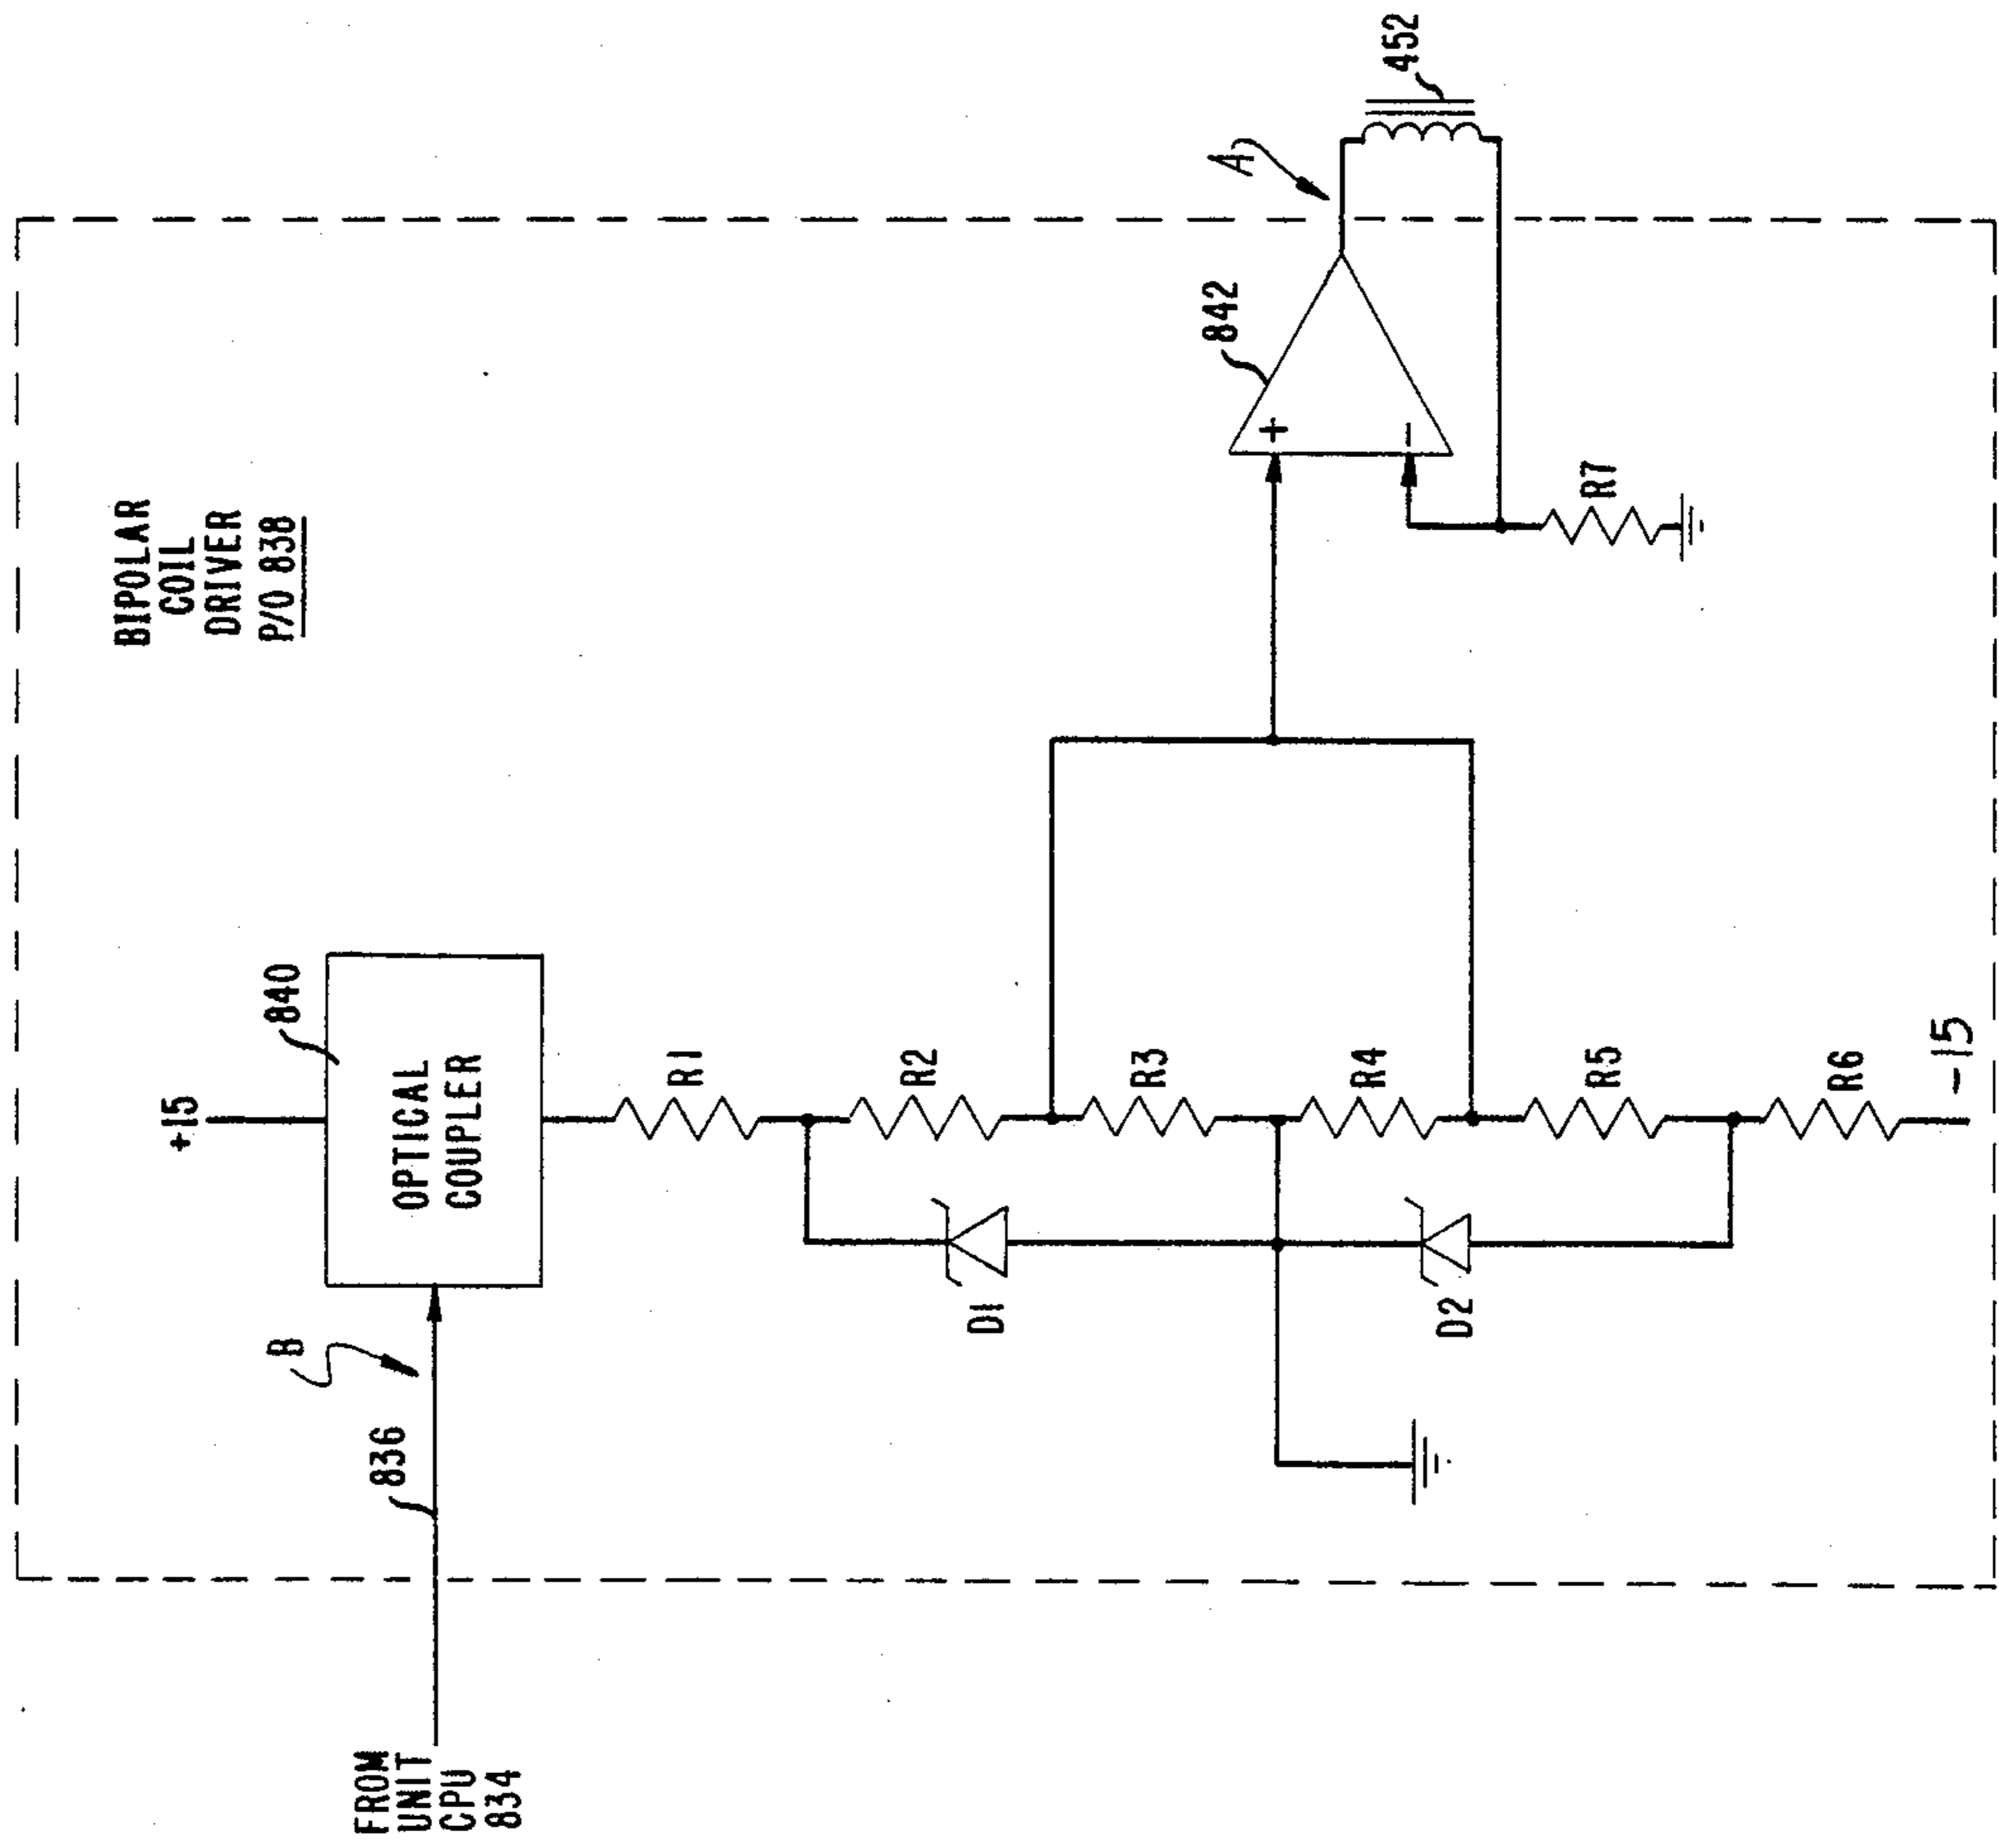 BIPOLAR
COIL
DRIVER
P/O 838
+15
840
OPTICAL
COUPLER
B
836
FROM
UNIT
CPU
834
R1
R2
R3
R4
R5
R6
-15
D1
D2
842
+
-
A
452
R7